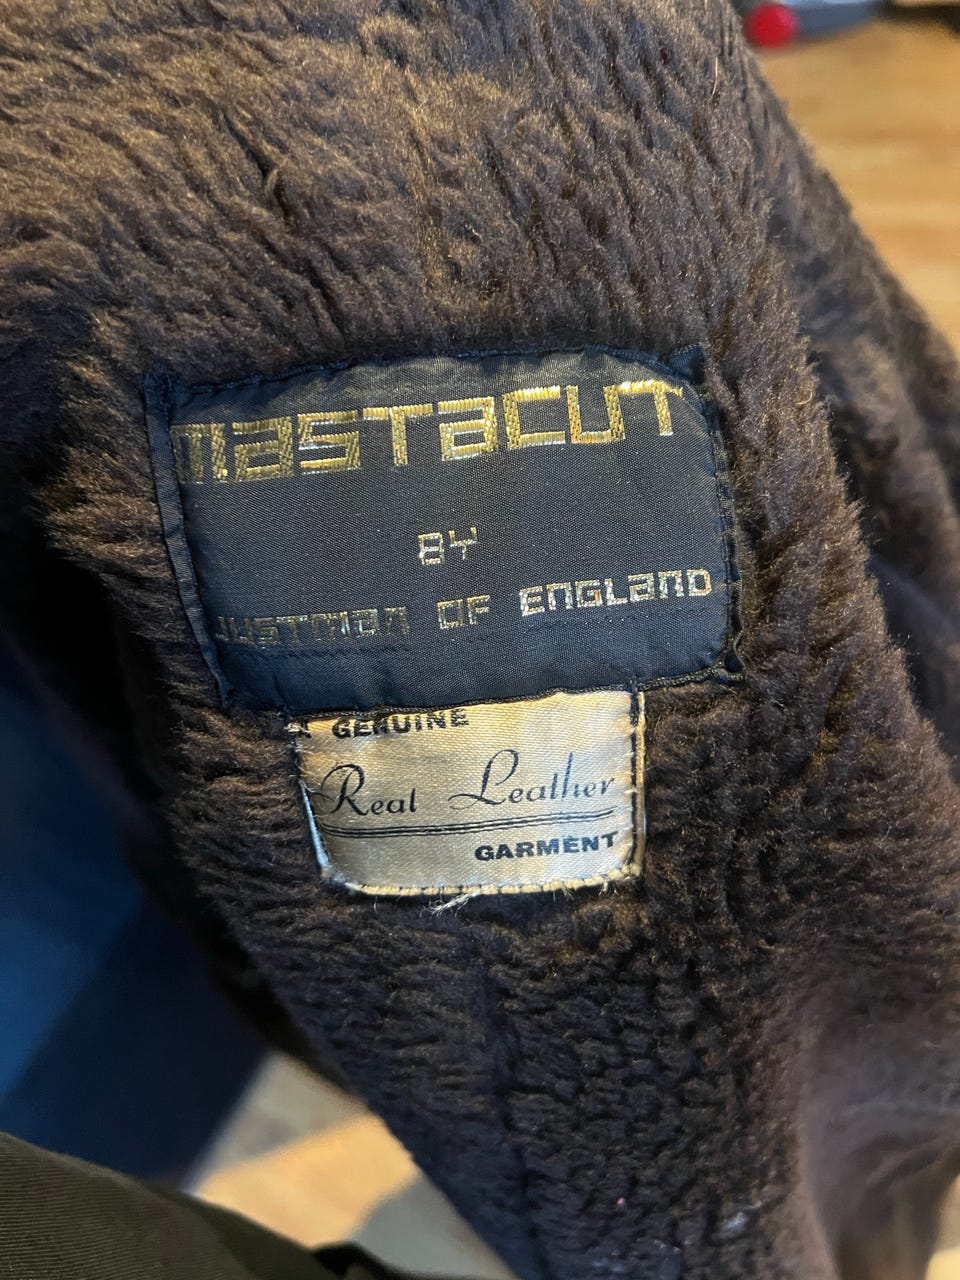 MaSTaCUT
BY
JUSTMaN OF ENGLaND
A GENUINE
Real Leather
GARMENT